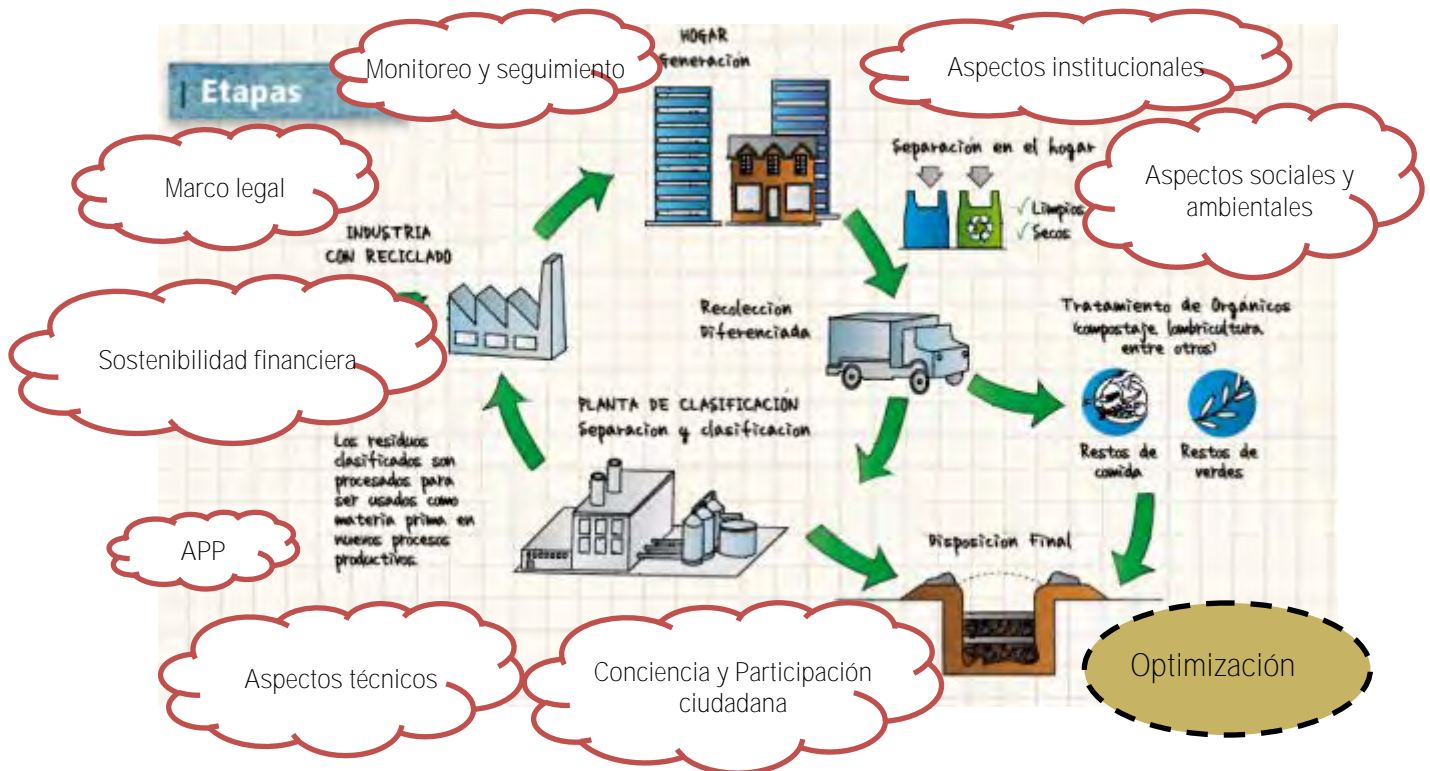 HOGAR
Generación
Monitoreo y seguimiento
Aspectos institucionales
Etapas
Separación en el hogar
Marco legal
Aspectos sociales y
ambientales
✓Limpios
✓Secos
INDUSTRIA
CON RECICLADO
Recolección
Diferenciada
Tratamiento de Orgánicos
(compostaje lombricultura
entre otros)
Sostenibilidad financiera
PLANTA DE CLASIFICACIÓN
Separacion y clasificacion
Los residuos
clasificados son
procesados para
ser usados como
materia prima en
nuevos procesos
productivos.
Restos de
comida
Restos de
verdes
APP
Disposicion Final
Aspectos técnicos
Conciencia y Participación
ciudadana
Optimización